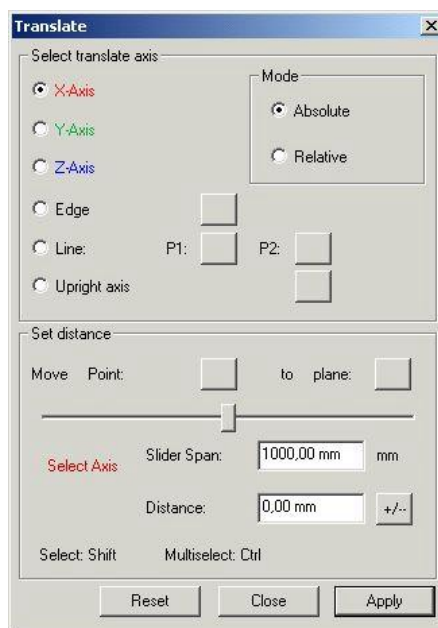 Translate
Select translate axis
Mode
X-Axis
Absolute
Y-Axis
Relative
Z-Axis
Edge
Line: P1: P2:
Upright axis
Set distance
Move Point: to plane:
Select Axis
Slider Span: 1000,00 mm mm
Distance: 0,00 mm +/--
Select: Shift Multiselect: Ctrl
Reset Close Apply